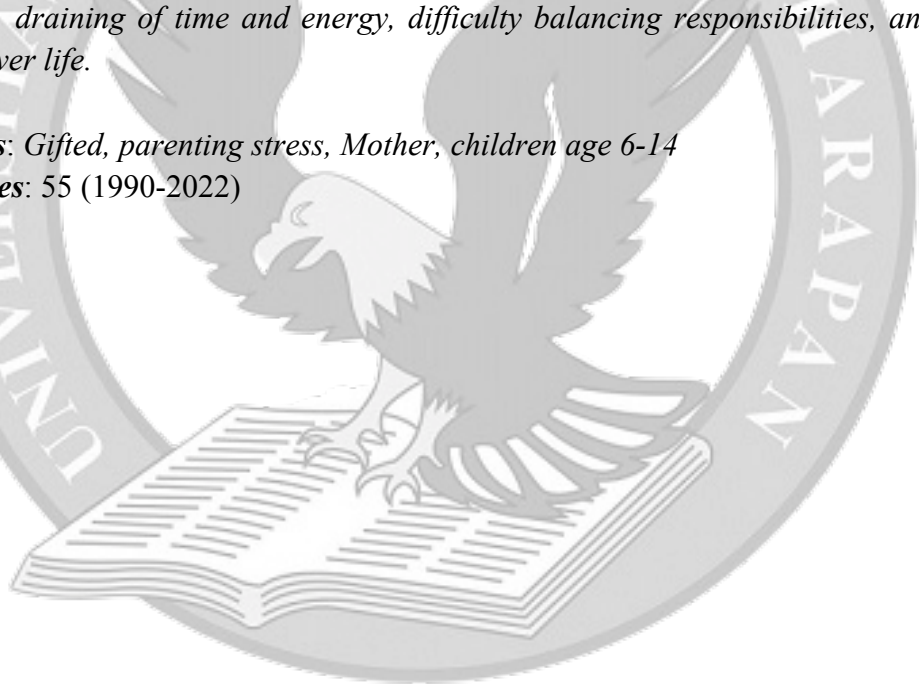 draining of time and energy, difficulty balancing responsibilities, an
ver life.
s: Gifted, parenting stress, Mother, children age 6-14
es: 55 (1990-2022)
ARAPAN